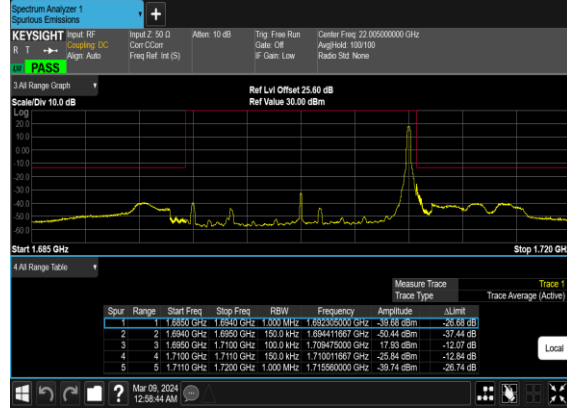 Spectrum Analyzer 1
Spurious Emissions
+
KEYSIGHT Input: RF Input Z: 50 Ω Atten: 10 dB Trig: Free Run Center Freq: 22.005000000 GHz
R T Coupling: DC Corr CCorr Gate: Off Avg|Hold: 100/100
Align: Auto Freq Ref: Int (S) IF Gain: Low Radio Std: None
PASS
3 All Range Graph
Ref Lvl Offset 25.60 dB
Scale/Div 10.0 dB Ref Value 30.00 dBm
Log
20.0
10.0
0.00
-10.0
-20.0
-30.0
-40.0
-50.0
-60.0
Start 1.685 GHz Stop 1.720 GHz
4 All Range Table
Measure Trace Trace 1
Trace Type Trace Average (Active)
Spur Range Start Freq Stop Freq RBW Frequency Amplitude ΔLimit
1 1 1.6850 GHz 1.6940 GHz 1.000 MHz 1.692305000 GHz -39.68 dBm -26.68 dB
2 2 1.6940 GHz 1.6950 GHz 150.0 kHz 1.694411667 GHz -50.44 dBm -37.44 dB
3 3 1.6950 GHz 1.7100 GHz 100.0 kHz 1.709475000 GHz 17.93 dBm -12.07 dB
4 4 1.7100 GHz 1.7110 GHz 150.0 kHz 1.710011667 GHz -25.84 dBm -12.84 dB
5 5 1.7110 GHz 1.7200 GHz 1.000 MHz 1.715560000 GHz -39.74 dBm -26.74 dB
Local
?
Mar 09, 2024
12:58:44 AM